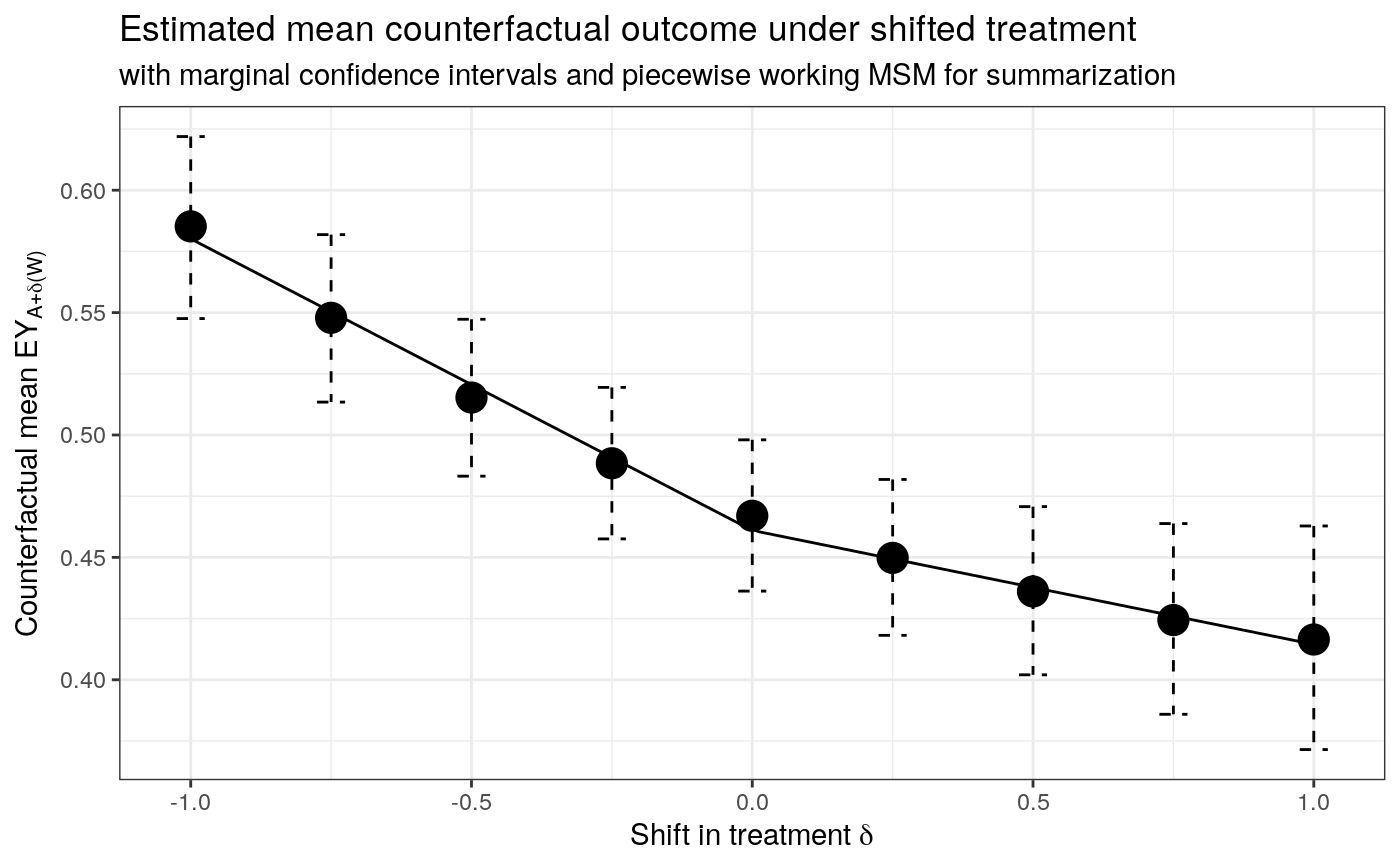 Estimated mean counterfactual outcome under shifted treatment
with marginal confidence intervals and piecewise working MSM for summarization
Counterfactual mean EY_A+δ(W)
0.60
0.55
0.50
0.45
0.40
-1.0 -0.5 0.0 0.5 1.0
Shift in treatment δ